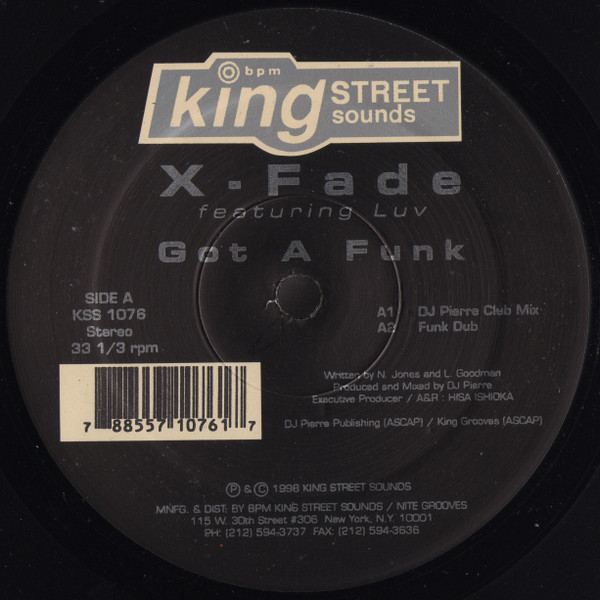 bpm
king STREET
sounds
X - Fade
featuring Luv
Got A Funk
SIDE A
KSS 1076
Stereo
33 1/3 rpm
A1 DJ Pierre Club Mix
A2 Funk Dub
Written by N. Jones and L. Goodman
Produced and Mixed by DJ Pierre
Executive Producer / A&R : HISA ISHIOKA
7 88557 10761 7
DJ Pierre Publishing (ASCAP) / King Grooves (ASCAP)
Ⓟ & © 1998 KING STREET SOUNDS
MNFG. & DIST. BY BPM KING STREET SOUNDS / NITE GROOVES
115 W. 30th Street #306 New York, N.Y. 10001
PH: (212) 594-3737 FAX: (212) 594-3636